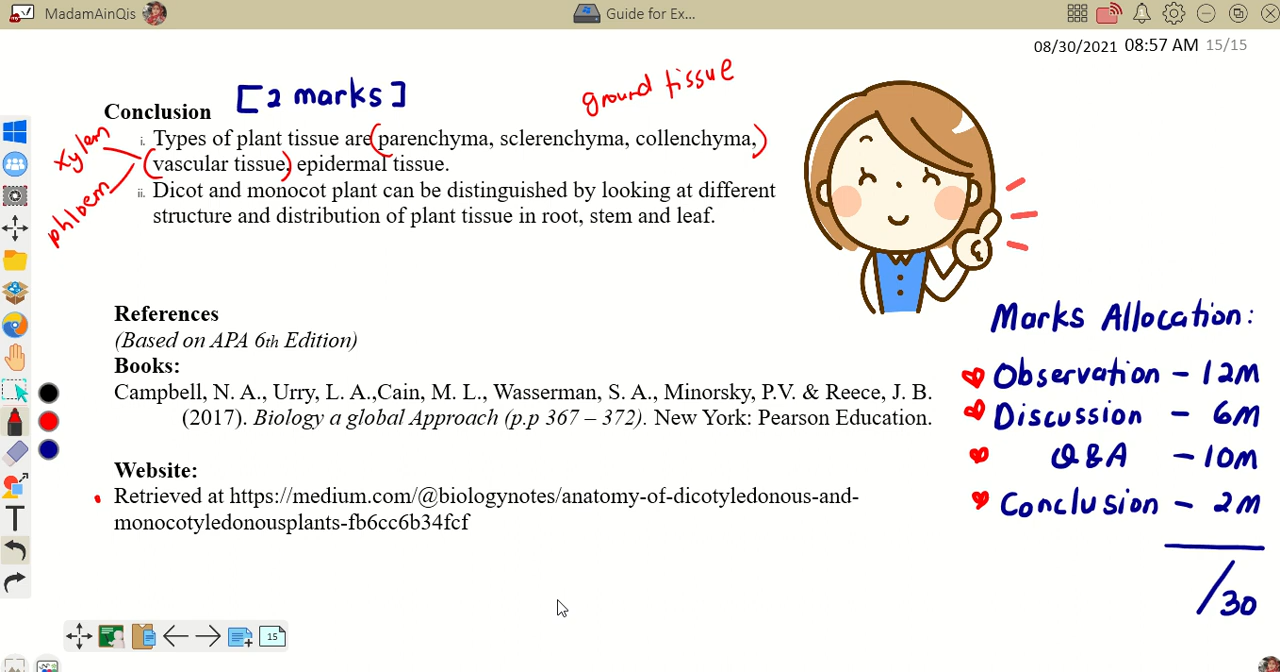 MadamAinQis
Guide for Ex...
08/30/2021 08:57 AM 15/15
Conclusion [2 marks]
ground tissue
i. Types of plant tissue are (parenchyma, sclerenchyma, collenchyma,)
(vascular tissue,) epidermal tissue.
xylem
phloem
ii. Dicot and monocot plant can be distinguished by looking at different
structure and distribution of plant tissue in root, stem and leaf.
References
(Based on APA 6th Edition)
Books:
Campbell, N. A., Urry, L. A.,Cain, M. L., Wasserman, S. A., Minorsky, P.V. & Reece, J. B.
(2017). Biology a global Approach (p.p 367 – 372). New York: Pearson Education.
Website:
Retrieved at https://medium.com/@biologynotes/anatomy-of-dicotyledonous-and-
monocotyledonousplants-fb6cc6b34fcf
Marks Allocation:
Observation - 12M
Discussion - 6M
Q&A - 10M
Conclusion - 2M
/30
T
15